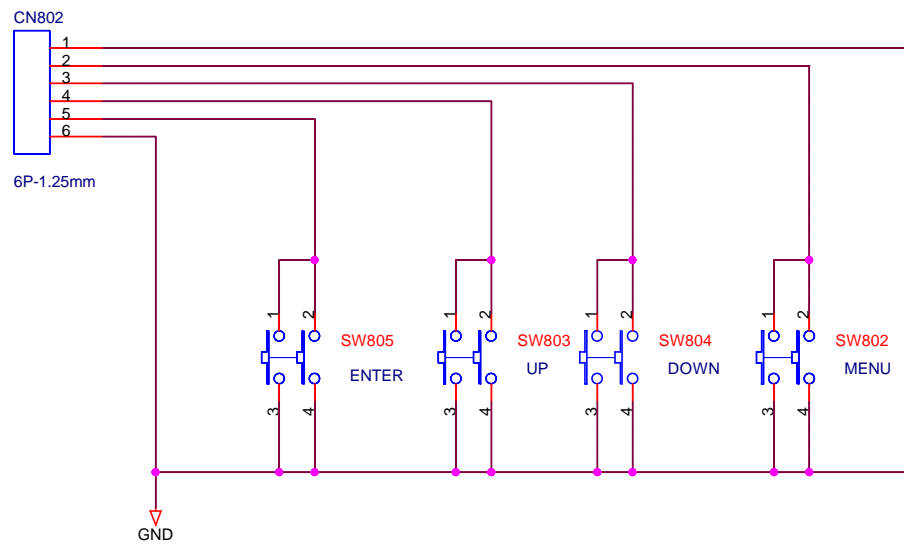 CN802
1
2
3
4
5
6
6P-1.25mm
1 2 1 2 1 2 1 2
SW805 SW803 SW804 SW802
ENTER UP DOWN MENU
3 4 3 4 3 4 3 4
GND